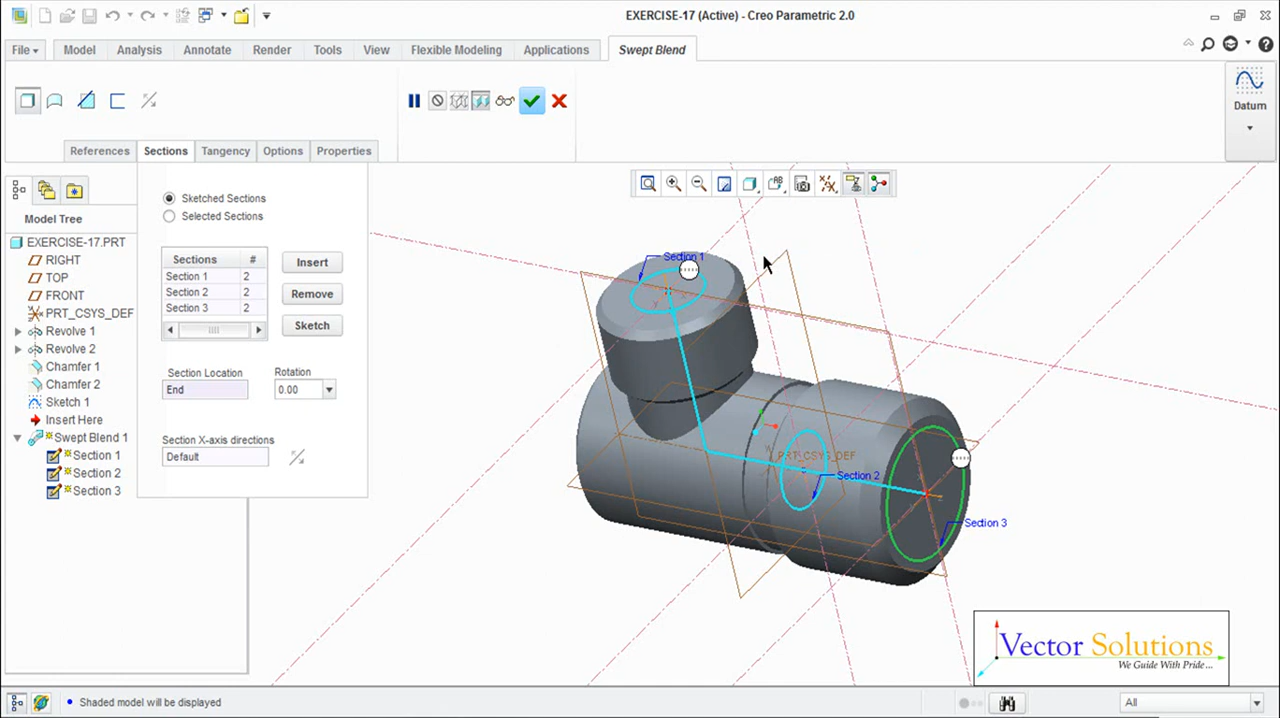 EXERCISE-17 (Active) - Creo Parametric 2.0
File Model Analysis Annotate Render Tools View Flexible Modeling Applications Swept Blend
Datum
References Sections Tangency Options Properties
Model Tree
EXERCISE-17.PRT
RIGHT
TOP
FRONT
PRT_CSYS_DEF
Revolve 1
Revolve 2
Chamfer 1
Chamfer 2
Sketch 1
Insert Here
Swept Blend 1
Section 1
Section 2
Section 3
Sketched Sections
Selected Sections
Sections #
Section 1 2
Section 2 2
Section 3 2
Insert
Remove
Sketch
Section Location
End
Rotation
0.00
Section X-axis directions
Default
Section 1
PRT_CSYS_DEF
Section 2
Section 3
Vector Solutions
We Guide With Pride...
Shaded model will be displayed
All